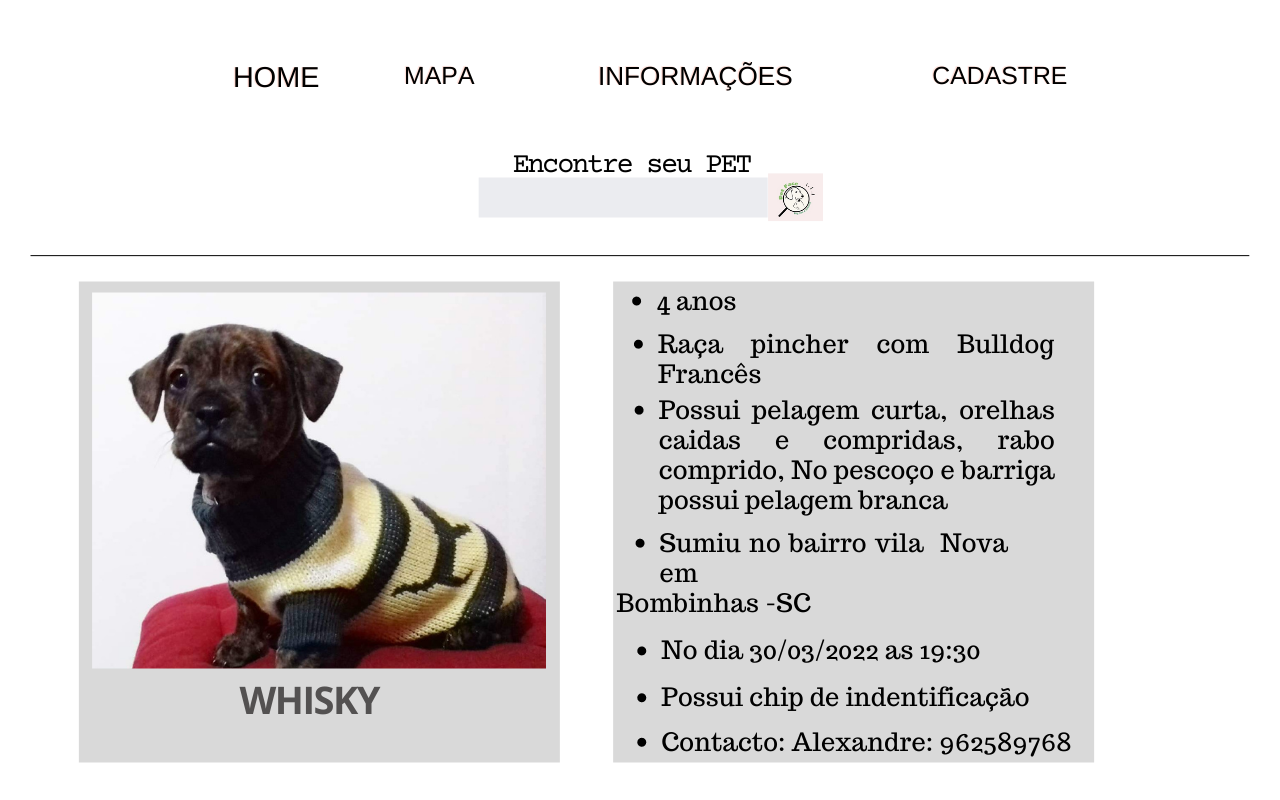 HOME MAPA INFORMAÇÕES CADASTRE
Encontre seu PET
WHISKY
• 4 anos
• Raça pincher com Bulldog
Francês
• Possui pelagem curta, orelhas
caidas e compridas, rabo
comprido, No pescoço e barriga
possui pelagem branca
• Sumiu no bairro vila Nova
em
Bombinhas -SC
• No dia 30/03/2022 as 19:30
• Possui chip de indentificação
• Contacto: Alexandre: 962589768